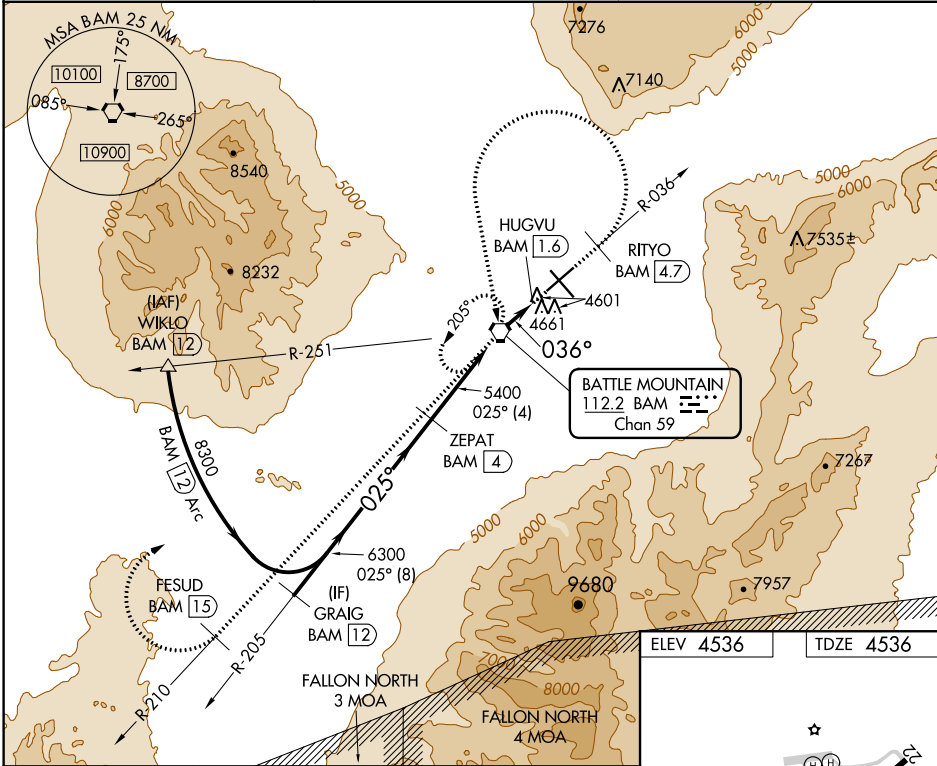 MSA BAM 25 NM
175°
10100
8700
085°
265°
10900
7276
6000
5000
7140
8540
5000
6000
8232
(IAF)
WIKLO
BAM 12
R-251
8300
BAM 12 Arc
HUGVU
BAM 1.6
R-036
RITYO
BAM 4.7
5000
6000
7535±
4601
4661
205°
036°
BATTLE MOUNTAIN
112.2 BAM
Chan 59
5400
025° (4)
ZEPAT
BAM 4
025°
7267
5000
6000
6300
025° (8)
(IF)
GRAIG
BAM 12
FESUD
BAM 15
R-205
R-210
9680
7957
7000
8000
FALLON NORTH
3 MOA
FALLON NORTH
4 MOA
ELEV 4536
TDZE 4536
H H
22